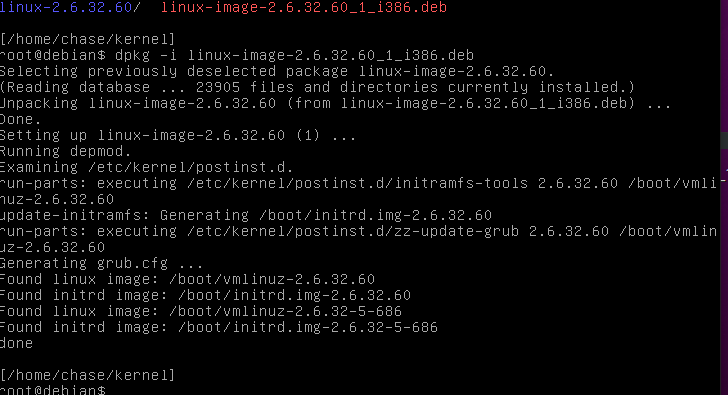 linux-2.6.32.60/  linux-image-2.6.32.60_1_i386.deb
[/home/chase/kernel]
root@debian$ dpkg -i linux-image-2.6.32.60_1_i386.deb
Selecting previously deselected package linux-image-2.6.32.60.
(Reading database ... 23905 files and directories currently installed.)
Unpacking linux-image-2.6.32.60 (from linux-image-2.6.32.60_1_i386.deb) ...
Done.
Setting up linux-image-2.6.32.60 (1) ...
Running depmod.
Examining /etc/kernel/postinst.d.
run-parts: executing /etc/kernel/postinst.d/initramfs-tools 2.6.32.60 /boot/vmli
nuz-2.6.32.60
update-initramfs: Generating /boot/initrd.img-2.6.32.60
run-parts: executing /etc/kernel/postinst.d/zz-update-grub 2.6.32.60 /boot/vmlin
uz-2.6.32.60
Generating grub.cfg ...
Found linux image: /boot/vmlinuz-2.6.32.60
Found initrd image: /boot/initrd.img-2.6.32.60
Found linux image: /boot/vmlinuz-2.6.32-5-686
Found initrd image: /boot/initrd.img-2.6.32-5-686
done
[/home/chase/kernel]
root@debian$